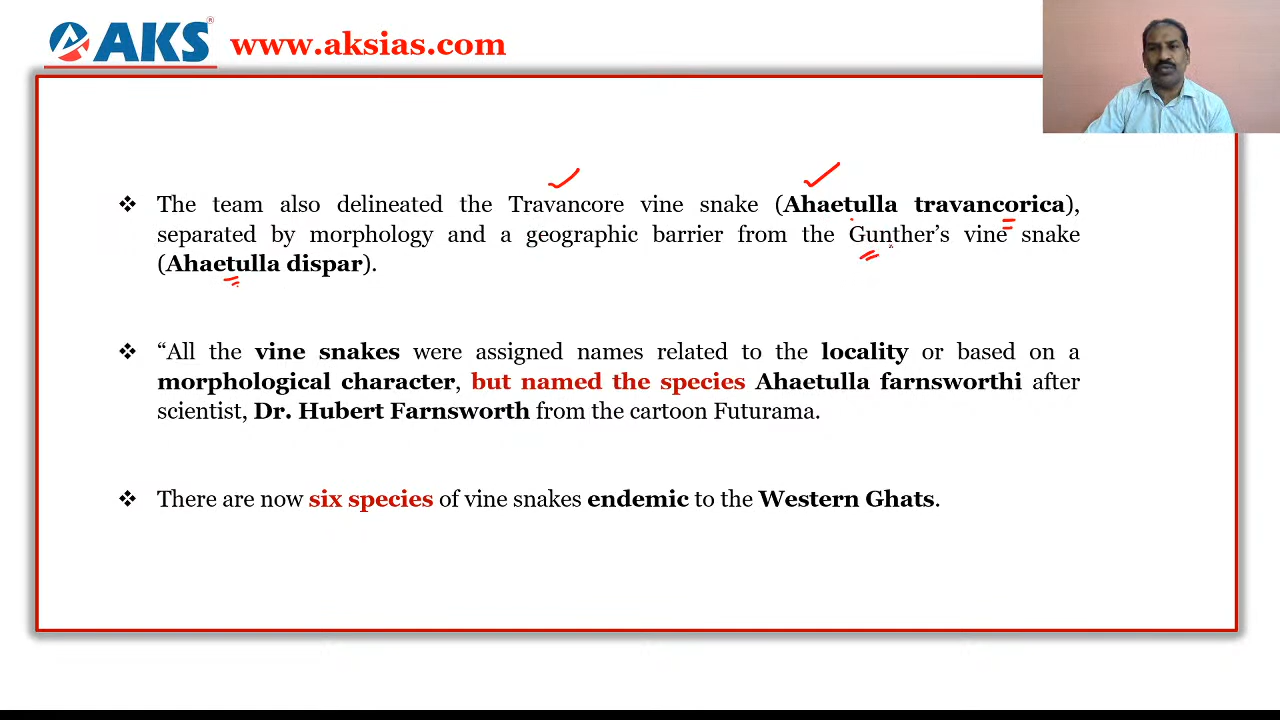 AKS®
www.aksias.com
❖ The team also delineated the Travancore vine snake (Ahaetulla travancorica),
separated by morphology and a geographic barrier from the Gunther’s vine snake
(Ahaetulla dispar).
❖ “All the vine snakes were assigned names related to the locality or based on a
morphological character, but named the species Ahaetulla farnsworthi after
scientist, Dr. Hubert Farnsworth from the cartoon Futurama.
❖ There are now six species of vine snakes endemic to the Western Ghats.